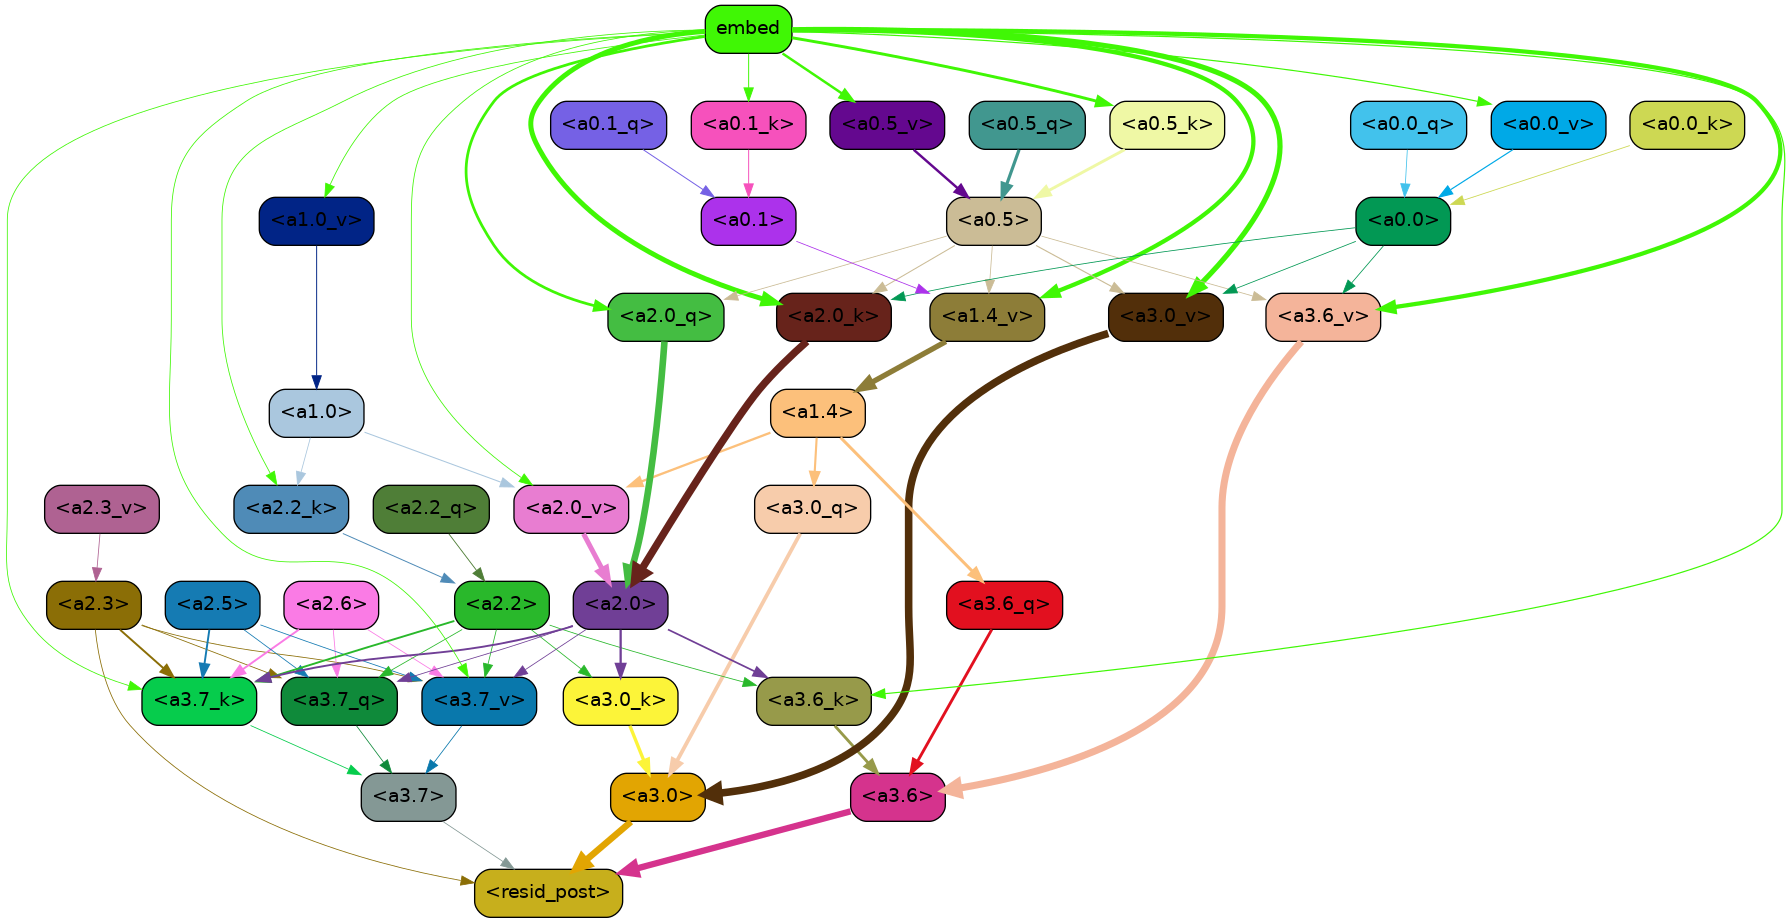 embed
<a0.1_q>
<a0.1_k>
<a0.5_v>
<a0.5_q>
<a0.5_k>
<a0.0_q>
<a0.0_v>
<a0.0_k>
<a1.0_v>
<a0.1>
<a0.5>
<a0.0>
<a2.0_q>
<a2.0_k>
<a1.4_v>
<a3.0_v>
<a3.6_v>
<a1.0>
<a1.4>
<a2.3_v>
<a2.2_k>
<a2.2_q>
<a2.0_v>
<a3.0_q>
<a2.3>
<a2.5>
<a2.6>
<a2.2>
<a2.0>
<a3.6_q>
<a3.7_k>
<a3.7_q>
<a3.7_v>
<a3.0_k>
<a3.6_k>
<a3.7>
<a3.0>
<a3.6>
<resid_post>